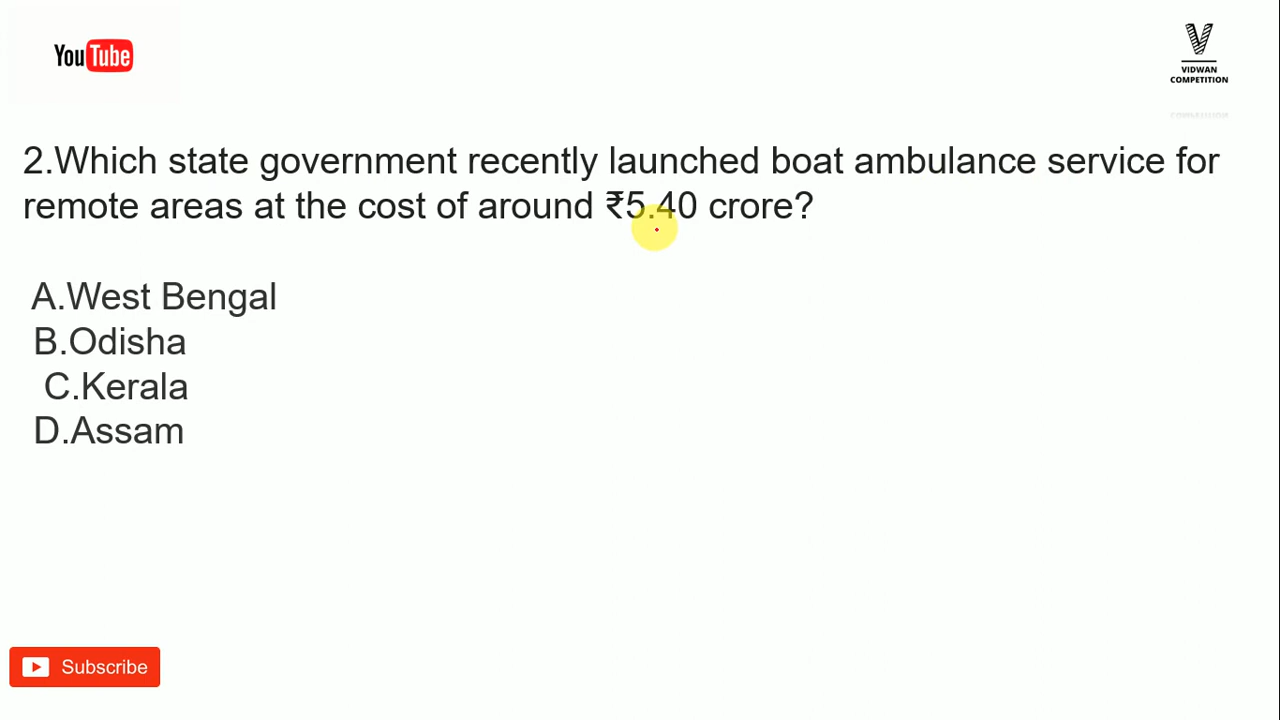 YouTube
VIDWAN
COMPETITION
2.Which state government recently launched boat ambulance service for
remote areas at the cost of around ₹5.40 crore?
A.West Bengal
B.Odisha
C.Kerala
D.Assam
Subscribe